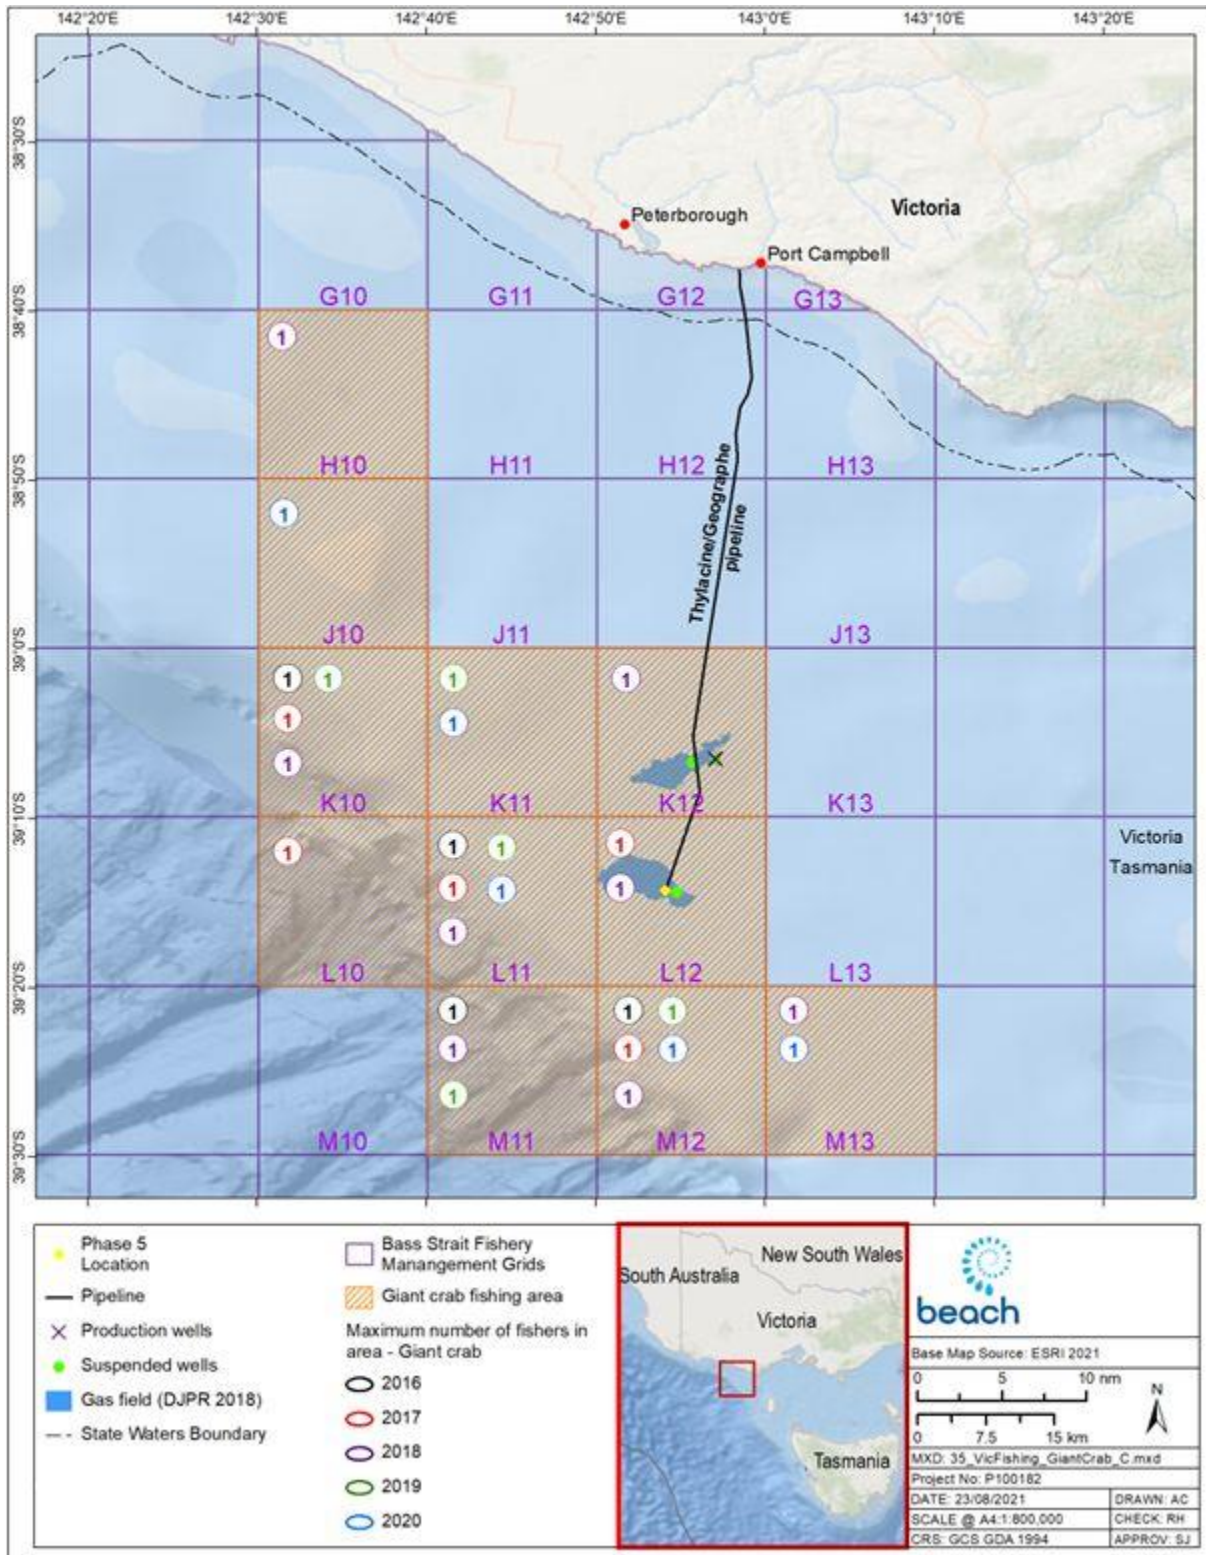 142°20'E 142°30'E 142°40'E 142°50'E 143°0'E 143°10'E 143°20'E
38°30'S
Peterborough
Victoria
Port Campbell
G10 G11 G12 G13
38°40'S
1
H10 H11 H12 H13
38°50'S
1
Thylacine/Geographe
pipeline
J10 J11 J13
39°0'S
1 1 1 1
1 1
1
K10 K11 K12 K13
39°10'S
Victoria
Tasmania
1 1 1 1
1 1 1
1
L10 L11 L12 L13
39°20'S
1 1 1 1
1 1 1 1
1 1
M10 M11 M12 M13
39°30'S
Phase 5
Location
Pipeline
Production wells
Suspended wells
Gas field (DJPR 2018)
State Waters Boundary
Bass Strait Fishery
Manangement Grids
Giant crab fishing area
Maximum number of fishers in
area - Giant crab
2016
2017
2018
2019
2020
New South Wales
South Australia
Victoria
Tasmania
beach
Base Map Source: ESRI 2021
0 5 10 nm
N
0 7.5 15 km
MXD: 35_VicFishing_GiantCrab_C.mxd
Project No: P100182
DATE: 23/08/2021 DRAWN: AC
SCALE @ A4:1:800,000 CHECK: RH
CRS: GCS GDA 1994 APPROV: SJ